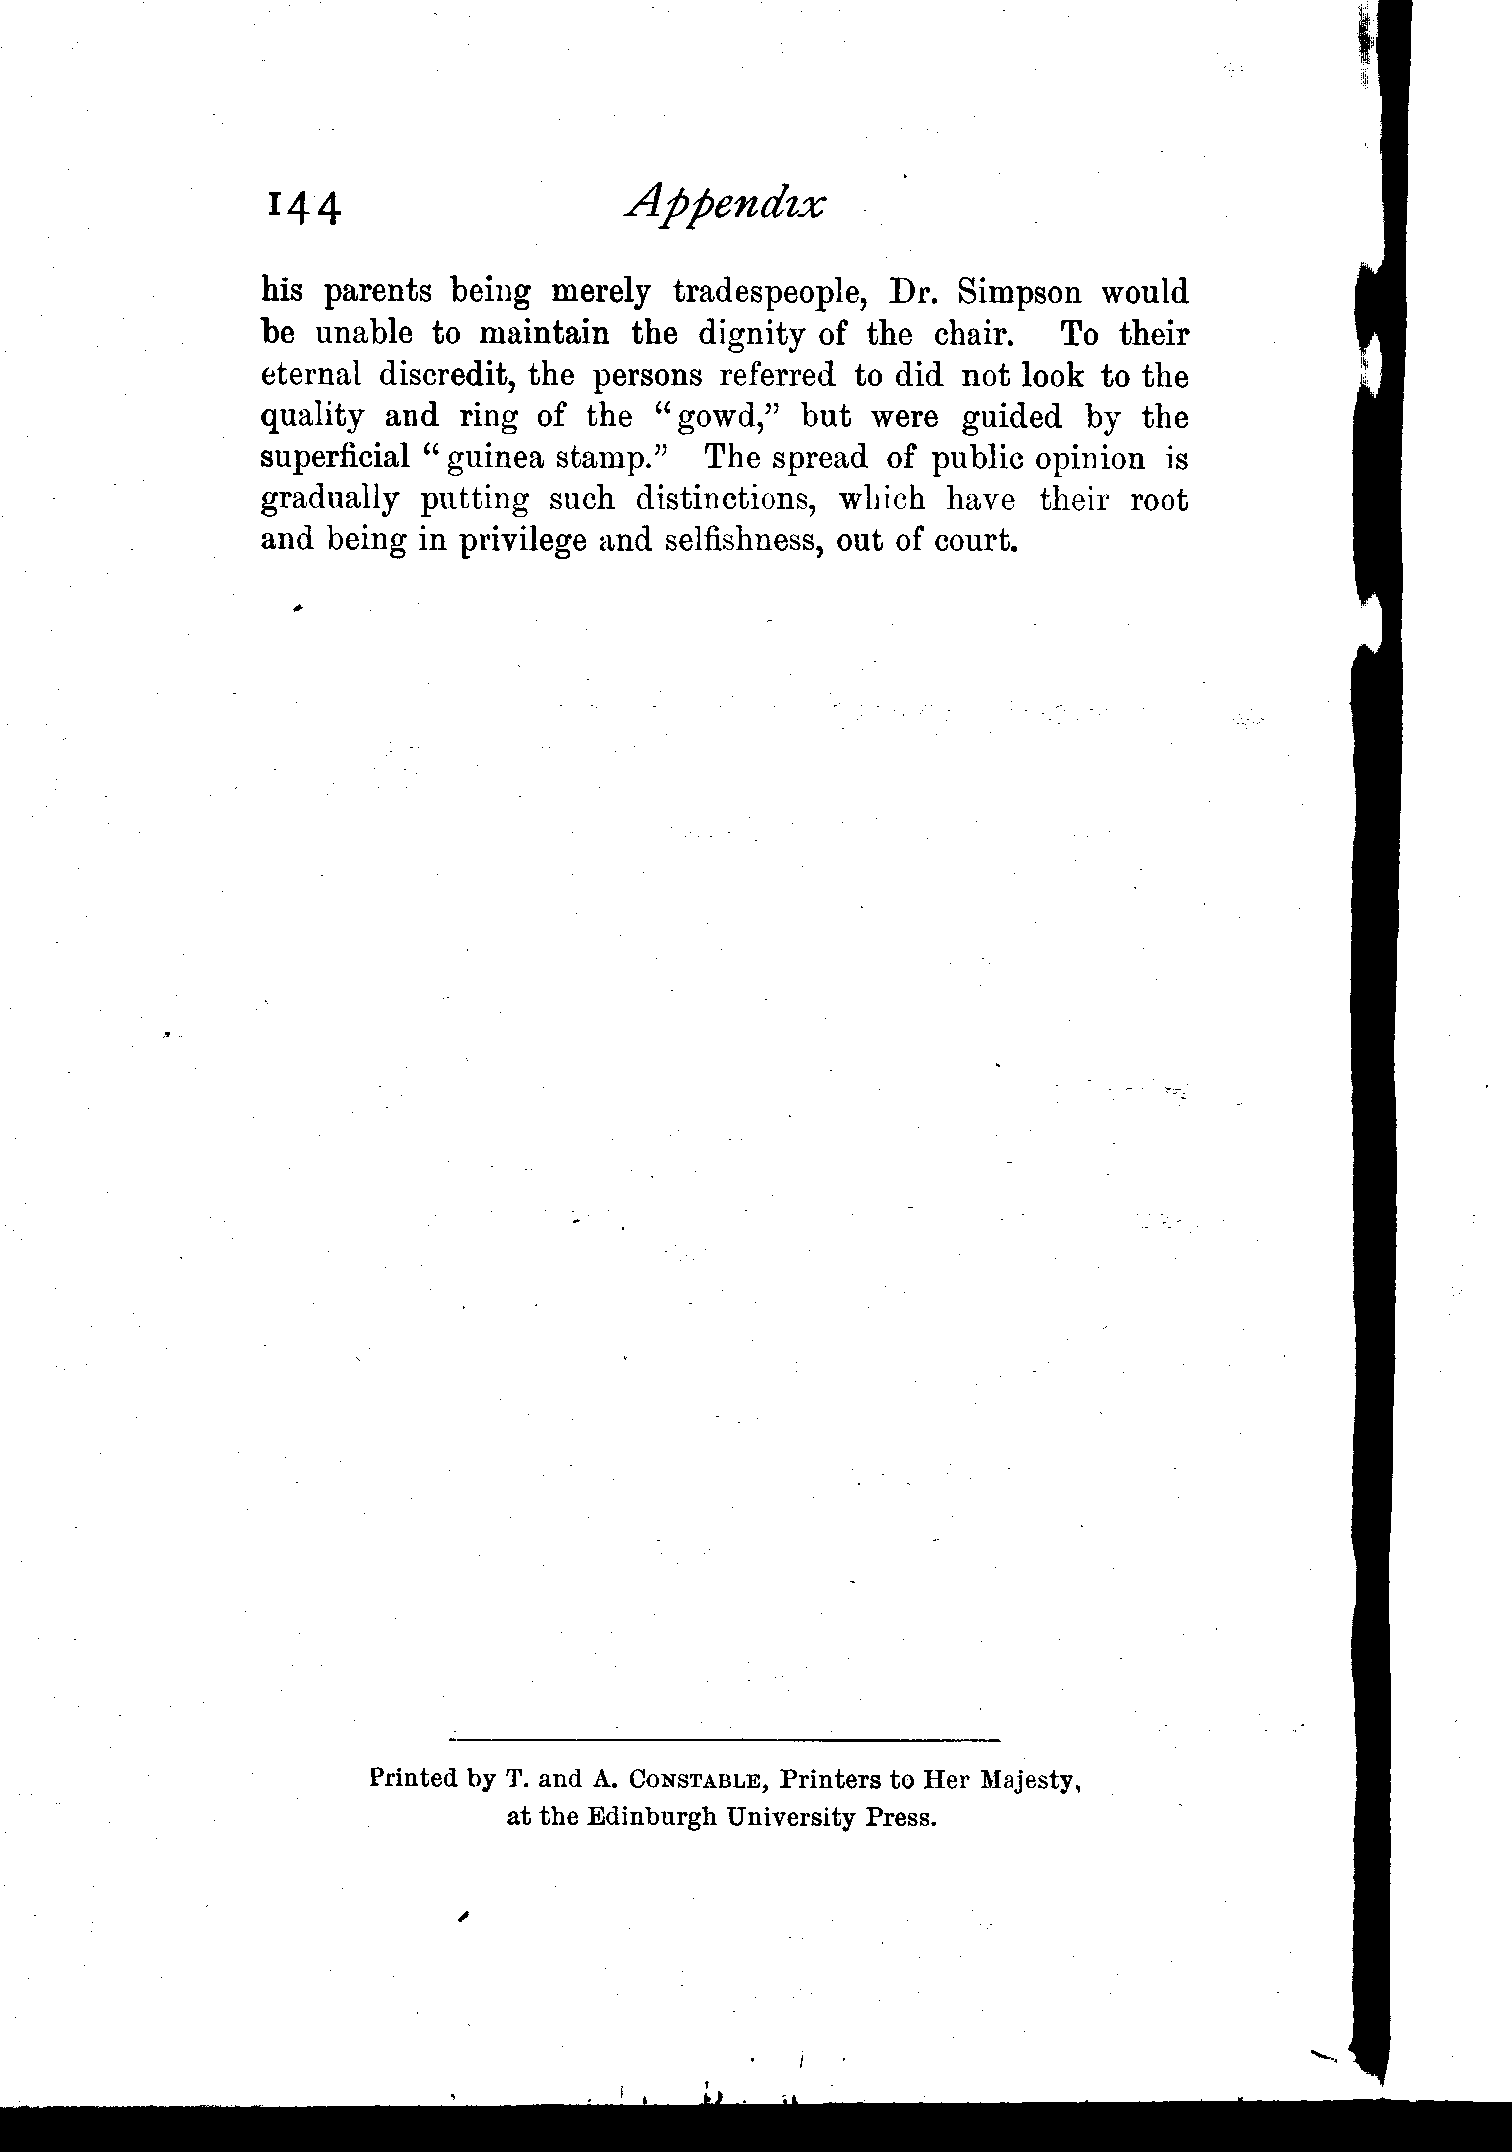 144 Appendix
his parents being merely tradespeople, Dr. Simpson would
be unable to maintain the dignity of the chair. To their
eternal discredit, the persons referred to did not look to the
quality and ring of the “gowd,” but were guided by the
superficial “guinea stamp.” The spread of public opinion is
gradually putting such distinctions, which have their root
and being in privilege and selfishness, out of court.
Printed by T. and A. CONSTABLE, Printers to Her Majesty,
at the Edinburgh University Press.